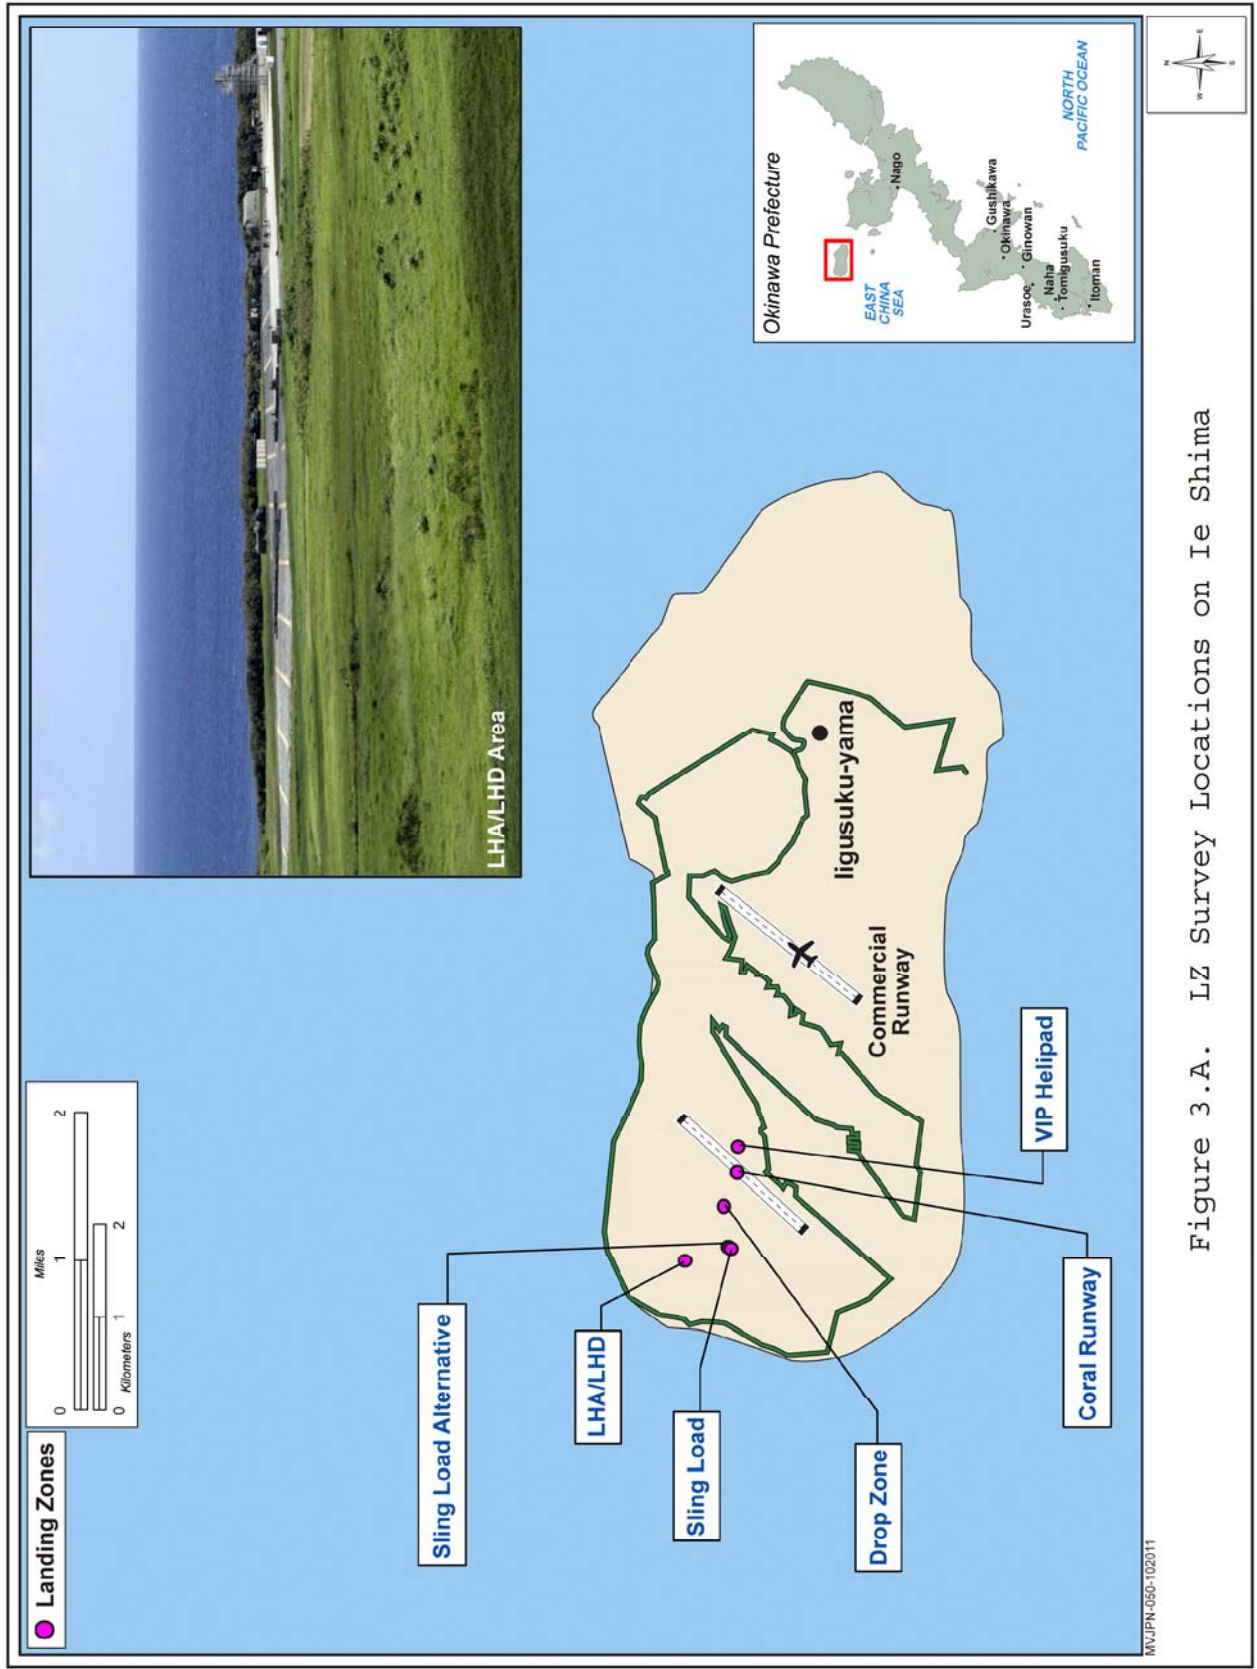 Landing Zones
Miles
0 1 2
0 1 2
Kilometers
LHA/LHD Area
Sling Load Alternative
LHA/LHD
Sling Load
Drop Zone
Coral Runway
VIP Helipad
Commercial
Runway
Iigusuku-yama
Okinawa Prefecture
EAST
CHINA
SEA
Nago
Gushikawa
Okinawa
Ginowan
Urasoe
Naha
Tomigusuku
Itoman
NORTH
PACIFIC OCEAN
N
W E
S
MVJPN-050-102011
Figure 3.A. LZ Survey Locations on Ie Shima